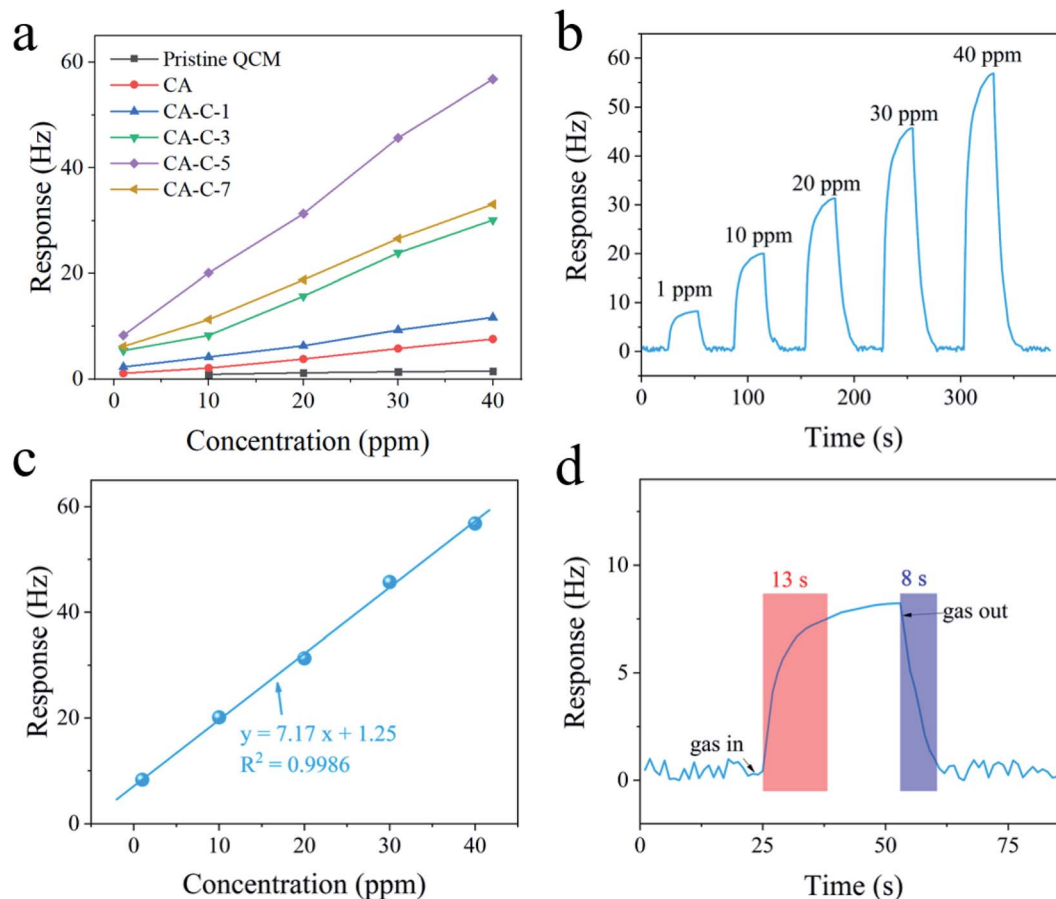 a
60
40
20
0
Response (Hz)
Pristine QCM
CA
CA-C-1
CA-C-3
CA-C-5
CA-C-7
0 10 20 30 40
Concentration (ppm)
b
60
50
40
30
20
10
0
Response (Hz)
1 ppm
10 ppm
20 ppm
30 ppm
40 ppm
0 100 200 300
Time (s)
c
60
40
20
0
Response (Hz)
y = 7.17 x + 1.25
R² = 0.9986
0 10 20 30 40
Concentration (ppm)
d
10
5
0
Response (Hz)
13 s
8 s
gas out
gas in
0 25 50 75
Time (s)